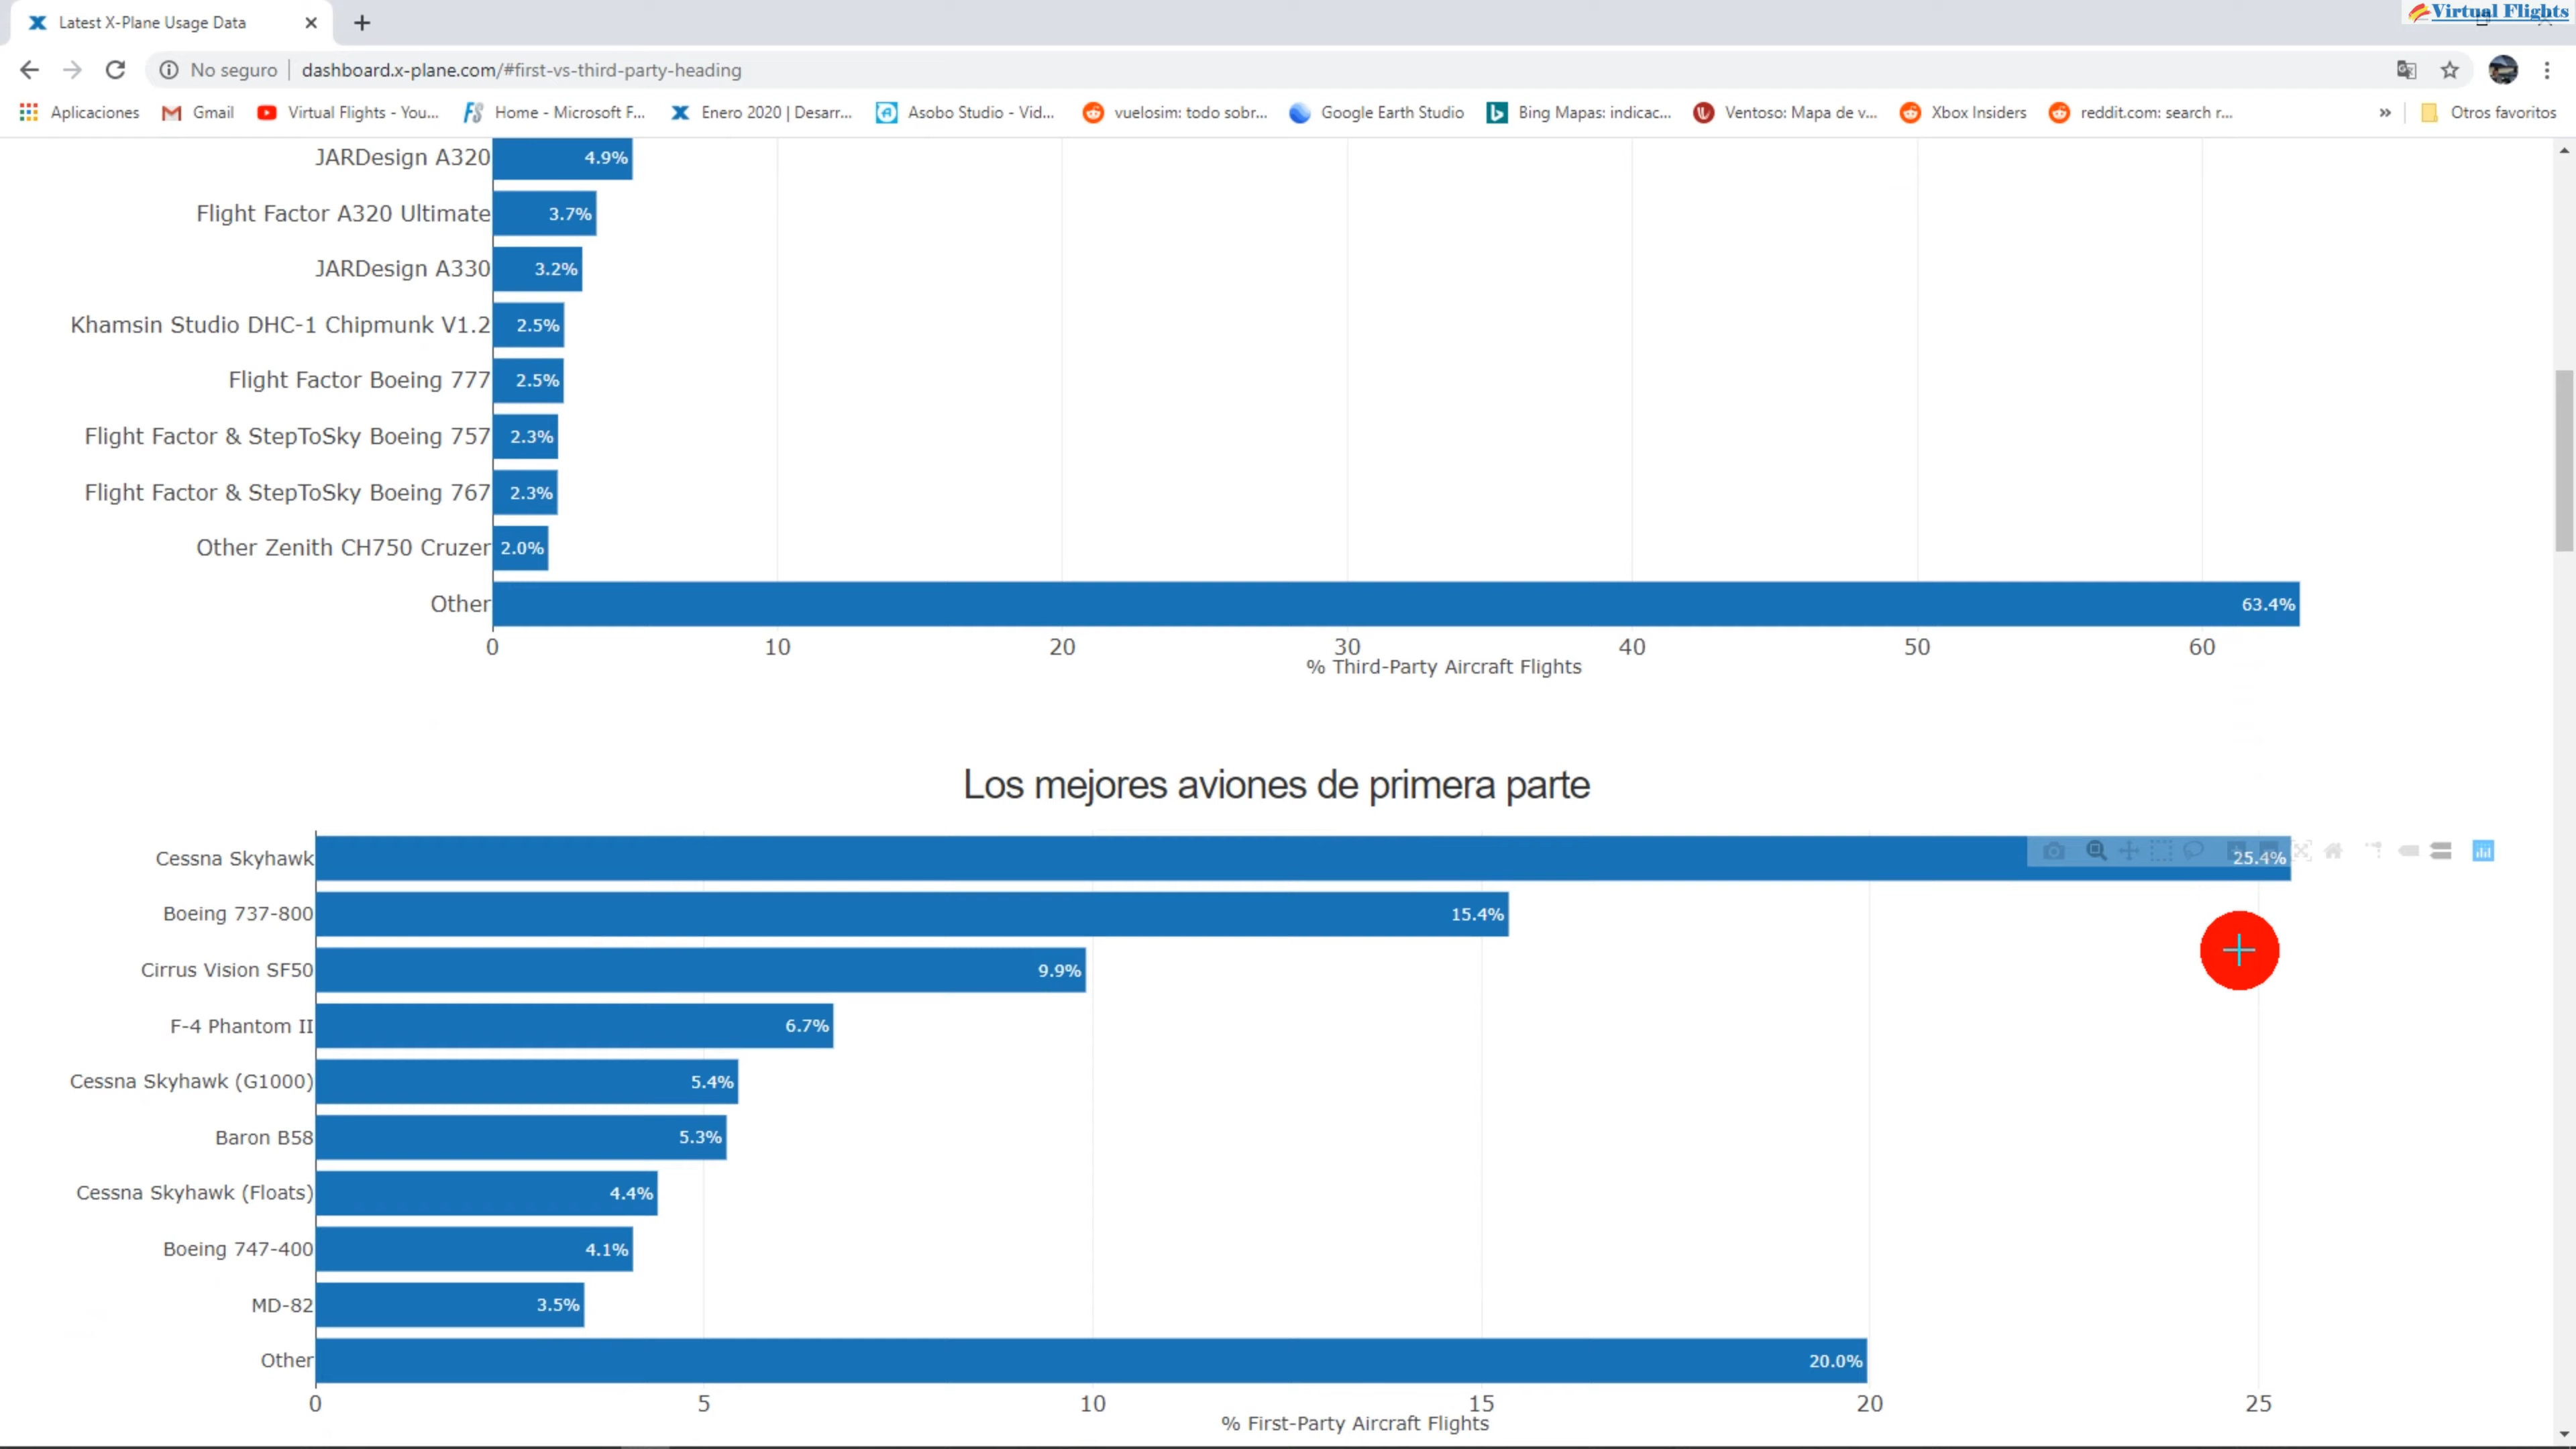 Latest X-Plane Usage Data
Virtual Flights
No seguro
dashboard.x-plane.com/#first-vs-third-party-heading
Aplicaciones Gmail Virtual Flights - You... Home - Microsoft F... Enero 2020 | Desarr... Asobo Studio - Vid... vuelosim: todo sobr... Google Earth Studio Bing Mapas: indicac... Ventoso: Mapa de v... Xbox Insiders reddit.com: search r... » Otros favoritos
JARDesign A320 4.9%
Flight Factor A320 Ultimate 3.7%
JARDesign A330 3.2%
Khamsin Studio DHC-1 Chipmunk V1.2 2.5%
Flight Factor Boeing 777 2.5%
Flight Factor & StepToSky Boeing 757 2.3%
Flight Factor & StepToSky Boeing 767 2.3%
Other Zenith CH750 Cruzer 2.0%
Other 63.4%
0 10 20 30 40 50 60
% Third-Party Aircraft Flights
Los mejores aviones de primera parte
Cessna Skyhawk 25.4%
Boeing 737-800 15.4%
Cirrus Vision SF50 9.9%
F-4 Phantom II 6.7%
Cessna Skyhawk (G1000) 5.4%
Baron B58 5.3%
Cessna Skyhawk (Floats) 4.4%
Boeing 747-400 4.1%
MD-82 3.5%
Other 20.0%
0 5 10 15 20 25
% First-Party Aircraft Flights